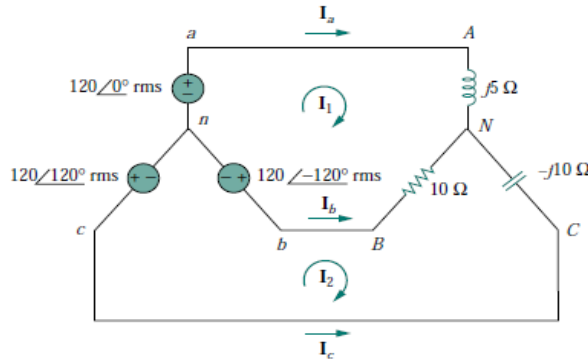 I_a
a A
120∠0° rms + − j5 Ω
I_1
n N
120∠120° rms + − − + 120∠−120° rms 10 Ω −j10 Ω
I_b
c b B C
I_2
I_c